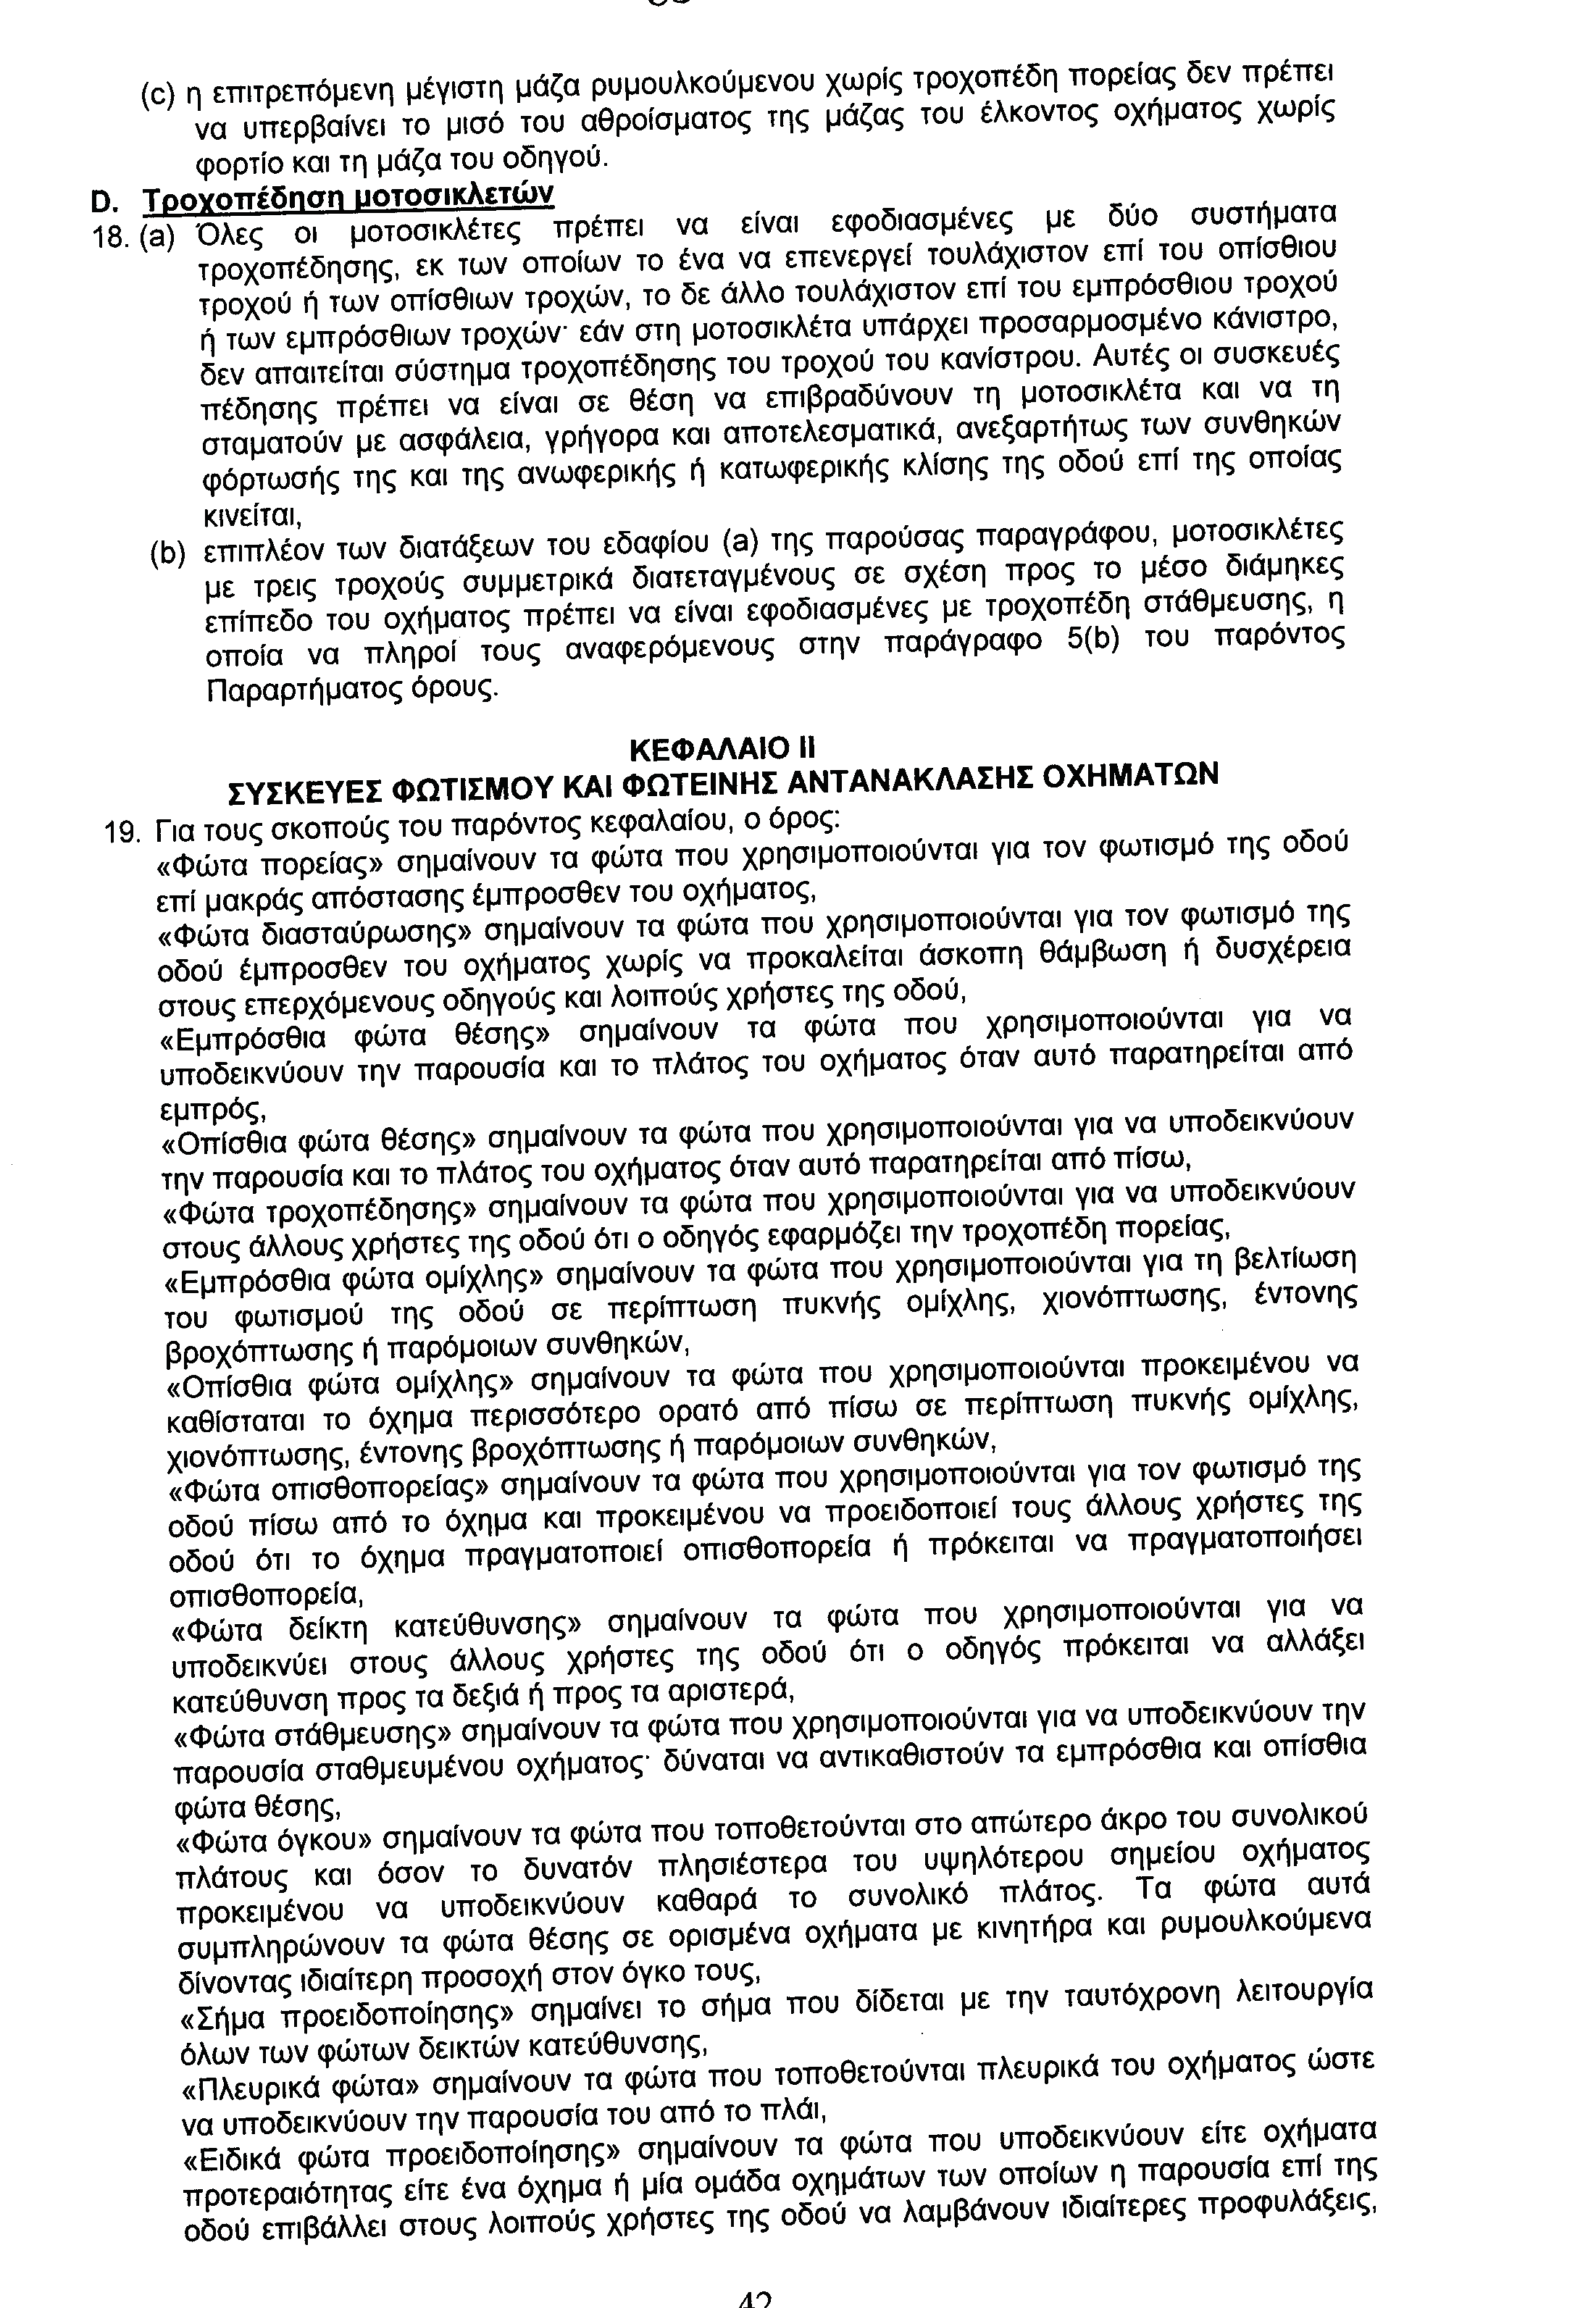 (c) η επιτρεπόμενη μέγιστη μάζα ρυμουλκούμενου χωρίς τροχοπέδη πορείας δεν πρέπει
να υπερβαίνει το μισό του αθροίσματος της μάζας του έλκοντος οχήματος χωρίς
φορτίο και τη μάζα του οδηγού.
D. Τροχοπέδηση μοτοσικλετών
18. (a) Όλες οι μοτοσικλέτες πρέπει να είναι εφοδιασμένες με δύο συστήματα
τροχοπέδησης, εκ των οποίων το ένα να επενεργεί τουλάχιστον επί του οπίσθιου
τροχού ή των οπίσθιων τροχών, το δε άλλο τουλάχιστον επί του εμπρόσθιου τροχού
ή των εμπρόσθιων τροχών· εάν στη μοτοσικλέτα υπάρχει προσαρμοσμένο κάνιστρο,
δεν απαιτείται σύστημα τροχοπέδησης του τροχού του κανίστρου. Αυτές οι συσκευές
πέδησης πρέπει να είναι σε θέση να επιβραδύνουν τη μοτοσικλέτα και να τη
σταματούν με ασφάλεια, γρήγορα και αποτελεσματικά, ανεξαρτήτως των συνθηκών
φόρτωσής της και της ανωφερικής ή κατωφερικής κλίσης της οδού επί της οποίας
κινείται,
(b) επιπλέον των διατάξεων του εδαφίου (a) της παρούσας παραγράφου, μοτοσικλέτες
με τρεις τροχούς συμμετρικά διατεταγμένους σε σχέση προς το μέσο διάμηκες
επίπεδο του οχήματος πρέπει να είναι εφοδιασμένες με τροχοπέδη στάθμευσης, η
οποία να πληροί τους αναφερόμενους στην παράγραφο 5(b) του παρόντος
Παραρτήματος όρους.
ΚΕΦΑΛΑΙΟ II
ΣΥΣΚΕΥΕΣ ΦΩΤΙΣΜΟΥ ΚΑΙ ΦΩΤΕΙΝΗΣ ΑΝΤΑΝΑΚΛΑΣΗΣ ΟΧΗΜΑΤΩΝ
19. Για τους σκοπούς του παρόντος κεφαλαίου, ο όρος:
«Φώτα πορείας» σημαίνουν τα φώτα που χρησιμοποιούνται για τον φωτισμό της οδού
επί μακράς απόστασης έμπροσθεν του οχήματος,
«Φώτα διασταύρωσης» σημαίνουν τα φώτα που χρησιμοποιούνται για τον φωτισμό της
οδού έμπροσθεν του οχήματος χωρίς να προκαλείται άσκοπη θάμβωση ή δυσχέρεια
στους επερχόμενους οδηγούς και λοιπούς χρήστες της οδού,
«Εμπρόσθια φώτα θέσης» σημαίνουν τα φώτα που χρησιμοποιούνται για να
υποδεικνύουν την παρουσία και το πλάτος του οχήματος όταν αυτό παρατηρείται από
εμπρός,
«Οπίσθια φώτα θέσης» σημαίνουν τα φώτα που χρησιμοποιούνται για να υποδεικνύουν
την παρουσία και το πλάτος του οχήματος όταν αυτό παρατηρείται από πίσω,
«Φώτα τροχοπέδησης» σημαίνουν τα φώτα που χρησιμοποιούνται για να υποδεικνύουν
στους άλλους χρήστες της οδού ότι ο οδηγός εφαρμόζει την τροχοπέδη πορείας,
«Εμπρόσθια φώτα ομίχλης» σημαίνουν τα φώτα που χρησιμοποιούνται για τη βελτίωση
του φωτισμού της οδού σε περίπτωση πυκνής ομίχλης, χιονόπτωσης, έντονης
βροχόπτωσης ή παρόμοιων συνθηκών,
«Οπίσθια φώτα ομίχλης» σημαίνουν τα φώτα που χρησιμοποιούνται προκειμένου να
καθίσταται το όχημα περισσότερο ορατό από πίσω σε περίπτωση πυκνής ομίχλης,
χιονόπτωσης, έντονης βροχόπτωσης ή παρόμοιων συνθηκών,
«Φώτα οπισθοπορείας» σημαίνουν τα φώτα που χρησιμοποιούνται για τον φωτισμό της
οδού πίσω από το όχημα και προκειμένου να προειδοποιεί τους άλλους χρήστες της
οδού ότι το όχημα πραγματοποιεί οπισθοπορεία ή πρόκειται να πραγματοποιήσει
οπισθοπορεία,
«Φώτα δείκτη κατεύθυνσης» σημαίνουν τα φώτα που χρησιμοποιούνται για να
υποδεικνύει στους άλλους χρήστες της οδού ότι ο οδηγός πρόκειται να αλλάξει
κατεύθυνση προς τα δεξιά ή προς τα αριστερά,
«Φώτα στάθμευσης» σημαίνουν τα φώτα που χρησιμοποιούνται για να υποδεικνύουν την
παρουσία σταθμευμένου οχήματος· δύναται να αντικαθιστούν τα εμπρόσθια και οπίσθια
φώτα θέσης,
«Φώτα όγκου» σημαίνουν τα φώτα που τοποθετούνται στο απώτερο άκρο του συνολικού
πλάτους και όσον το δυνατόν πλησιέστερα του υψηλότερου σημείου οχήματος
προκειμένου να υποδεικνύουν καθαρά το συνολικό πλάτος. Τα φώτα αυτά
συμπληρώνουν τα φώτα θέσης σε ορισμένα οχήματα με κινητήρα και ρυμουλκούμενα
δίνοντας ιδιαίτερη προσοχή στον όγκο τους,
«Σήμα προειδοποίησης» σημαίνει το σήμα που δίδεται με την ταυτόχρονη λειτουργία
όλων των φώτων δεικτών κατεύθυνσης,
«Πλευρικά φώτα» σημαίνουν τα φώτα που τοποθετούνται πλευρικά του οχήματος ώστε
να υποδεικνύουν την παρουσία του από το πλάι,
«Ειδικά φώτα προειδοποίησης» σημαίνουν τα φώτα που υποδεικνύουν είτε οχήματα
προτεραιότητας είτε ένα όχημα ή μία ομάδα οχημάτων των οποίων η παρουσία επί της
οδού επιβάλλει στους λοιπούς χρήστες της οδού να λαμβάνουν ιδιαίτερες προφυλάξεις,
42